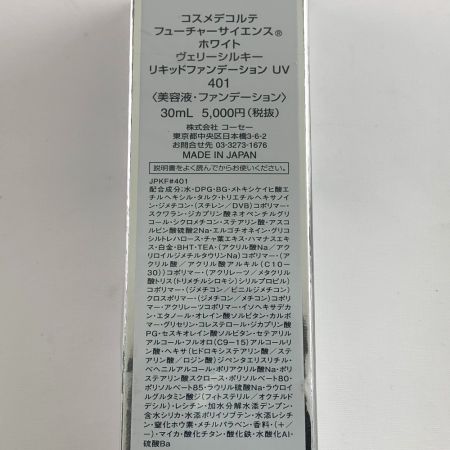 コスメデコルテ
フューチャーサイエンス®
ホワイト
ヴェリーシルキー
リキッドファンデーション UV
401
〈美容液・ファンデーション〉
30mL 5,000円(税抜)
株式会社 コーセー
東京都中央区日本橋3-6-2
お問合せ先 03-3273-1676
MADE IN JAPAN
説明書をよく読んでからお使いください。
JPKF#401
配合成分:水・DPG・BG・メトキシケイヒ酸エ
チルヘキシル・タルク・トリエチルヘキサノイ
ン・ジメチコン・(スチレン/DVB)コポリマー・
スクワラン・ジカプリン酸ネオペンチルグリ
コール・シクロメチコン・ステアリン酸・アスコ
ルビン酸硫酸2Na・エルゴチオネイン・グリコ
シルトレハロース・チャ葉エキス・ハマナスエキ
ス・白金・BHT・TEA・(アクリル酸Na/アク
リロイルジメチルタウリンNa)コポリマー・(アク
リル酸/アクリル酸アルキル(C10-
30))コポリマー・(アクリレーツ/メタクリル
酸トリス(トリメチルシロキシ)シリルプロピル)
コポリマー・(ジメチコン/ビニルジメチコン)
クロスポリマー・(ジメチコン/メチコン)コポリ
マー・アクリレーツコポリマー・イソヘキサデカ
ン・エタノール・オレイン酸ソルビタン・カルボ
マー・グリセリン・コレステロール・ジカプリン酸
PG・セスキオレイン酸ソルビタン・セテアリル
アルコール・フルオロ(C9-15)アルコールリン
酸・ヘキサ(ヒドロキシステアリン酸/ステア
リン酸/ロジン酸)ジペンタエリスリチル・
ベヘニルアルコール・ポリアクリル酸Na・ポリ
ステアリン酸スクロース・ポリソルベート80・
ポリソルベート85・ラウリル硫酸Na・ラウロイ
ルグルタミン酸ジ(フィトステリル/オクチルド
デシル)・レシチン・加水分解水添デンプン・
含水シリカ・水添ポリイソブテン・水添レシチ
ン・窒化ホウ素・メチルパラベン・香料・(+/
-)・マイカ・酸化チタン・酸化鉄・水酸化Al・
硫酸Ba